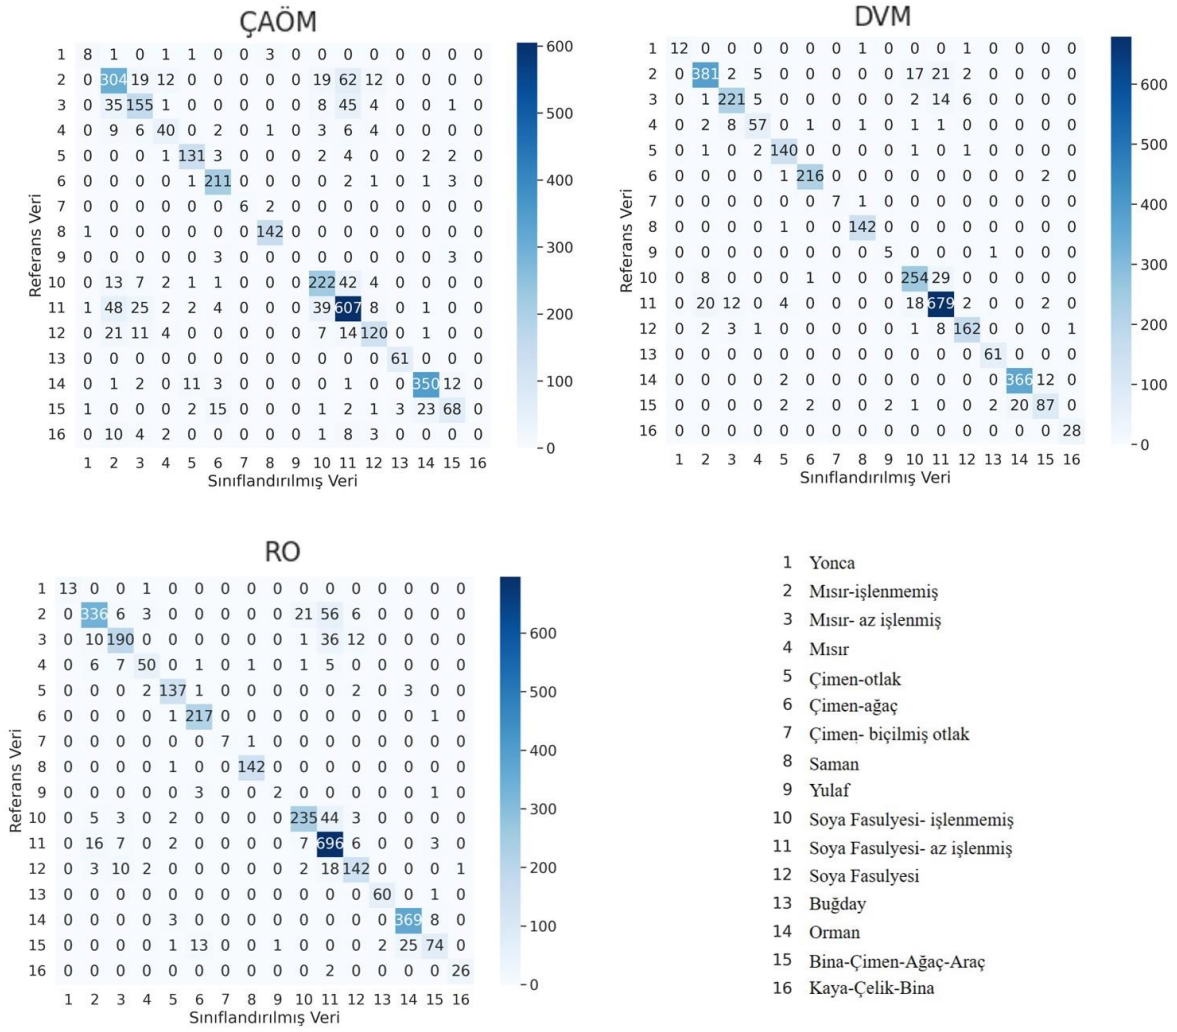 ÇAÖM
1 8 1 0 1 1 0 0 3 0 0 0 0 0 0 0 0
2 0 304 19 12 0 0 0 0 0 19 62 12 0 0 0 0
3 0 35 155 1 0 0 0 0 0 8 45 4 0 0 1 0
4 0 9 6 40 0 2 0 1 0 3 6 4 0 0 0 0
5 0 0 0 1 131 3 0 0 0 2 4 0 0 2 2 0
6 0 0 0 0 1 211 0 0 0 0 2 1 0 1 3 0
7 0 0 0 0 0 0 6 2 0 0 0 0 0 0 0 0
8 1 0 0 0 0 0 0 142 0 0 0 0 0 0 0 0
9 0 0 0 0 0 3 0 0 0 0 0 0 0 0 3 0
10 0 13 7 2 1 1 0 0 0 222 42 4 0 0 0 0
11 1 48 25 2 2 4 0 0 0 39 607 8 0 1 0 0
12 0 21 11 4 0 0 0 0 0 7 14 120 0 1 0 0
13 0 0 0 0 0 0 0 0 0 0 0 0 61 0 0 0
14 0 1 2 0 11 3 0 0 0 0 1 0 0 350 12 0
15 1 0 0 0 2 15 0 0 0 1 2 1 3 23 68 0
16 0 10 4 2 0 0 0 0 0 1 8 3 0 0 0 0
1 2 3 4 5 6 7 8 9 10 11 12 13 14 15 16
Sınıflandırılmış Veri
Referans Veri
600
500
400
300
200
100
0
DVM
1 12 0 0 0 0 0 0 1 0 0 0 1 0 0 0 0
2 0 381 2 5 0 0 0 0 0 17 21 2 0 0 0 0
3 0 1 221 5 0 0 0 0 0 2 14 6 0 0 0 0
4 0 2 8 57 0 1 0 1 0 1 1 0 0 0 0 0
5 0 1 0 2 140 0 0 0 0 1 0 1 0 0 0 0
6 0 0 0 0 1 216 0 0 0 0 0 0 0 0 2 0
7 0 0 0 0 0 0 7 1 0 0 0 0 0 0 0 0
8 0 0 0 0 1 0 0 142 0 0 0 0 0 0 0 0
9 0 0 0 0 0 0 0 0 5 0 0 0 1 0 0 0
10 0 8 0 0 0 1 0 0 0 254 29 0 0 0 0 0
11 0 20 12 0 4 0 0 0 0 18 679 2 0 0 2 0
12 0 2 3 1 0 0 0 0 0 1 8 162 0 0 0 1
13 0 0 0 0 0 0 0 0 0 0 0 0 61 0 0 0
14 0 0 0 0 2 0 0 0 0 0 0 0 0 366 12 0
15 0 0 0 0 2 2 0 0 2 1 0 0 2 20 87 0
16 0 0 0 0 0 0 0 0 0 0 0 0 0 0 0 28
1 2 3 4 5 6 7 8 9 10 11 12 13 14 15 16
Sınıflandırılmış Veri
Referans Veri
600
500
400
300
200
100
0
RO
1 13 0 0 1 0 0 0 0 0 0 0 0 0 0 0 0
2 0 336 6 3 0 0 0 0 0 21 56 6 0 0 0 0
3 0 10 190 0 0 0 0 0 0 1 36 12 0 0 0 0
4 0 6 7 50 0 1 0 1 0 1 5 0 0 0 0 0
5 0 0 0 2 137 1 0 0 0 0 0 2 0 3 0 0
6 0 0 0 0 1 217 0 0 0 0 0 0 0 0 1 0
7 0 0 0 0 0 0 7 1 0 0 0 0 0 0 0 0
8 0 0 0 0 1 0 0 142 0 0 0 0 0 0 0 0
9 0 0 0 0 0 3 0 0 2 0 0 0 0 0 1 0
10 0 5 3 0 2 0 0 0 0 235 44 3 0 0 0 0
11 0 16 7 0 2 0 0 0 0 7 696 6 0 0 3 0
12 0 3 10 2 0 0 0 0 0 2 18 142 0 0 0 1
13 0 0 0 0 0 0 0 0 0 0 0 0 60 0 1 0
14 0 0 0 0 3 0 0 0 0 0 0 0 0 369 8 0
15 0 0 0 0 1 13 0 0 1 0 0 0 2 25 74 0
16 0 0 0 0 0 0 0 0 0 0 2 0 0 0 0 26
1 2 3 4 5 6 7 8 9 10 11 12 13 14 15 16
Sınıflandırılmış Veri
Referans Veri
600
500
400
300
200
100
0
1 Yonca
2 Mısır-işlenmemiş
3 Mısır- az işlenmiş
4 Mısır
5 Çimen-otlak
6 Çimen-ağaç
7 Çimen- biçilmiş otlak
8 Saman
9 Yulaf
10 Soya Fasulyesi- işlenmemiş
11 Soya Fasulyesi- az işlenmiş
12 Soya Fasulyesi
13 Buğday
14 Orman
15 Bina-Çimen-Ağaç-Araç
16 Kaya-Çelik-Bina